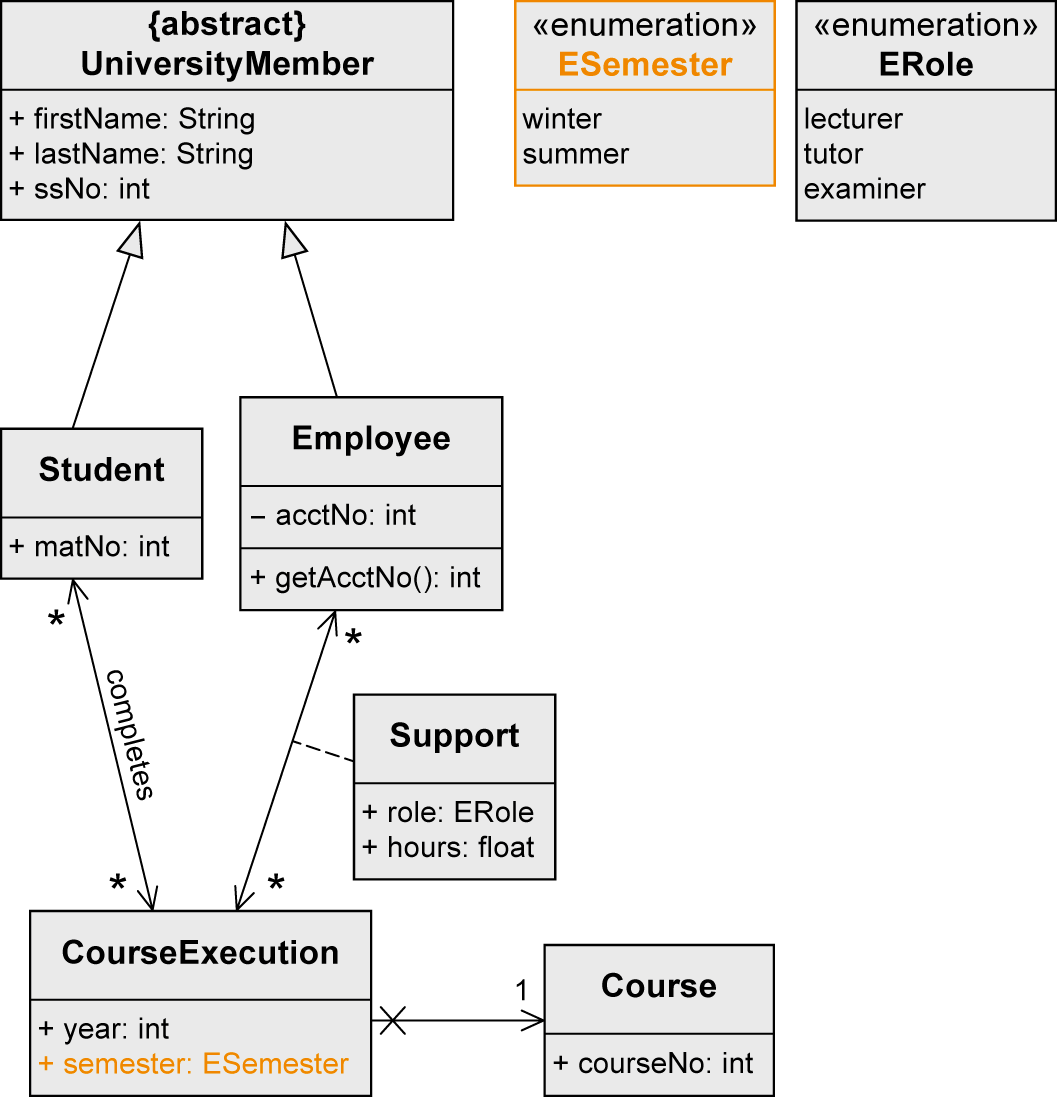 {abstract}
UniversityMember
+ firstName: String
+ lastName: String
+ ssNo: int
«enumeration»
ESemester
winter
summer
«enumeration»
ERole
lecturer
tutor
examiner
Student
+ matNo: int
Employee
– acctNo: int
+ getAcctNo(): int
*
*
completes
Support
+ role: ERole
+ hours: float
*
*
CourseExecution
+ year: int
+ semester: ESemester
1
Course
+ courseNo: int